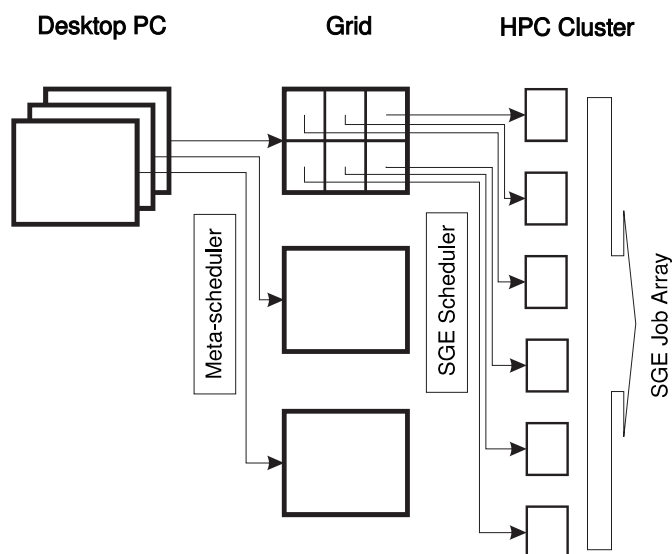 Desktop PC
Grid
HPC Cluster
Meta-scheduler
SGE Scheduler
SGE Job Array